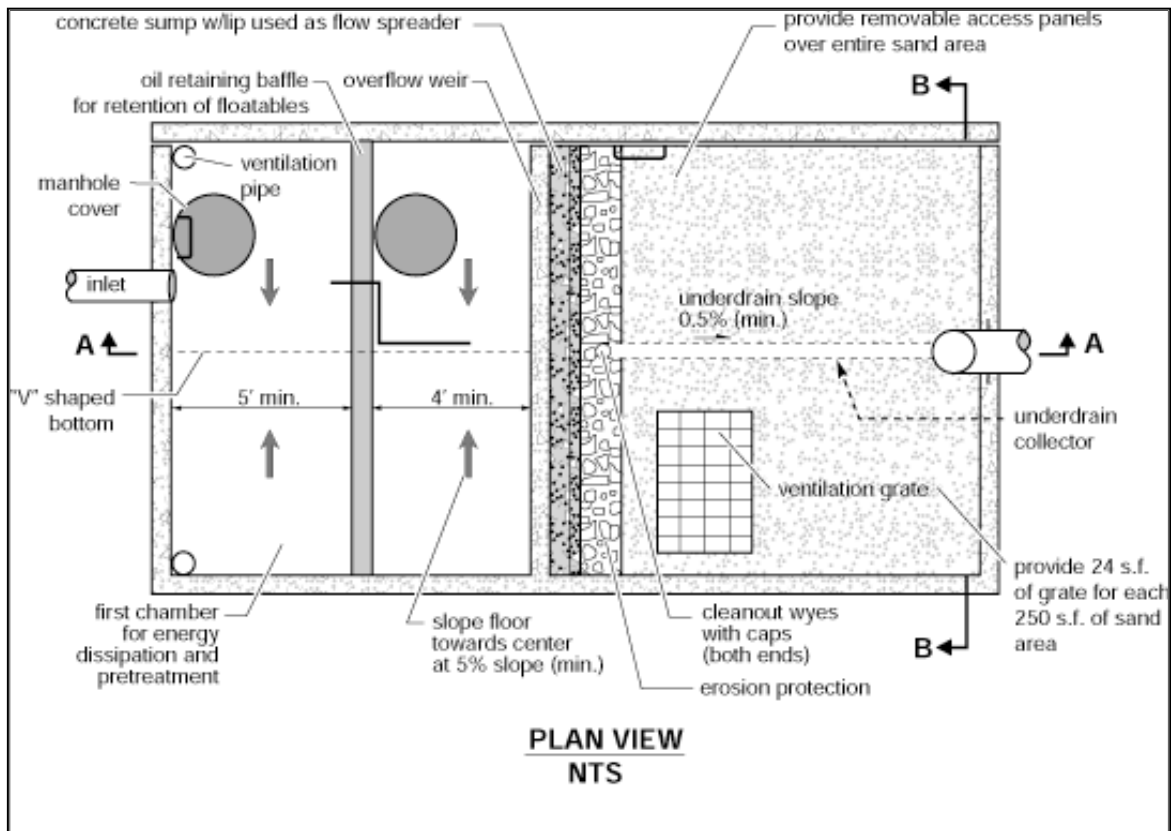 concrete sump w/lip used as flow spreader
provide removable access panels
over entire sand area
oil retaining baffle
for retention of floatables
overflow weir
B
ventilation
pipe
manhole
cover
inlet
underdrain slope
0.5% (min.)
A
A
"V" shaped
bottom
5' min.
4' min.
underdrain
collector
ventilation grate
provide 24 s.f.
of grate for each
250 s.f. of sand
area
first chamber
for energy
dissipation and
pretreatment
slope floor
towards center
at 5% slope (min.)
cleanout wyes
with caps
(both ends)
B
erosion protection
PLAN VIEW
NTS